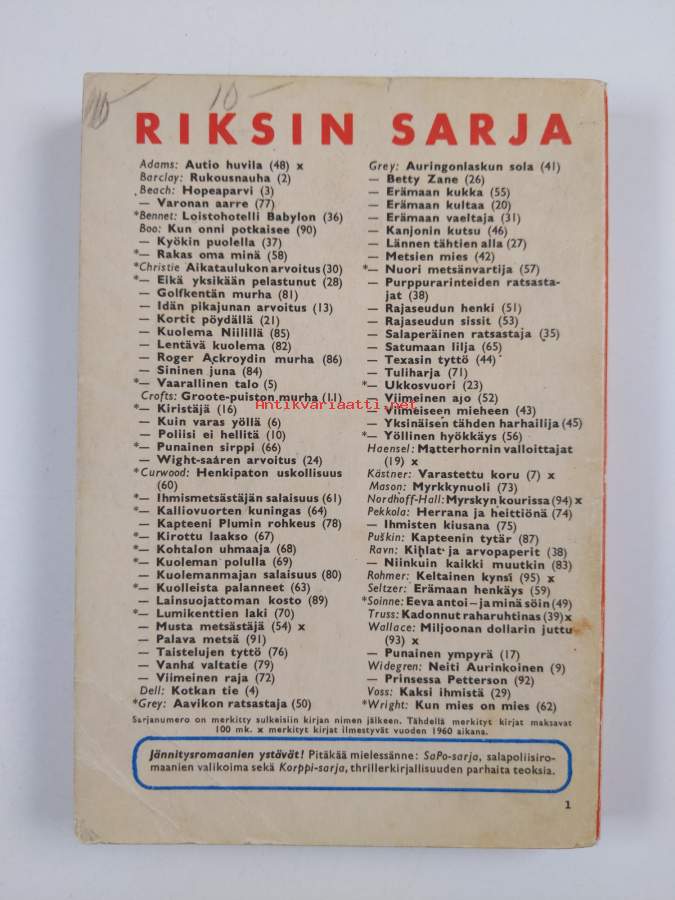 10—
RIKSIN SARJA
Adams: Autio huvila (48) x
Barclay: Rukousnauha (2)
Beach: Hopeaparvi (3)
— Varonan aarre (77)
*Bennet: Loistohotelli Babylon (36)
Boo: Kun onni potkaisee (90)
— Kyökin puolella (37)
*— Rakas oma minä (58)
*Christie Aikataulukon arvoitus (30)
*— Eikä yksikään pelastunut (28)
— Golfkentän murha (81)
— Idän pikajunan arvoitus (13)
— Kortit pöydällä (21)
— Kuolema Niilillä (85)
— Lentävä kuolema (82)
— Roger Ackroydin murha (86)
— Sininen juna (84)
*— Vaarallinen talo (5)
Crofts: Groote-puiston murha (11)
*— Kiristäjä (16)
— Kuin varas yöllä (6)
— Poliisi ei hellitä (10)
*— Punainen sirppi (66)
— Wight-saaren arvoitus (24)
*Curwood: Henkipaton uskollisuus
(60)
*— Ihmismetsästäjän salaisuus (61)
*— Kalliovuorten kuningas (64)
— Kapteeni Plumin rohkeus (78)
*— Kirottu laakso (67)
*— Kohtalon uhmaaja (68)
*— Kuoleman polulla (69)
— Kuolemanmajan salaisuus (80)
*— Kuolleista palanneet (63)
— Lainsuojattoman kosto (89)
*— Lumikenttien laki (70)
— Musta metsästäjä (54) x
— Palava metsä (91)
— Taistelujen tyttö (76)
— Vanha valtatie (79)
— Viimeinen raja (72)
Dell: Kotkan tie (4)
*Grey: Aavikon ratsastaja (50)
Grey: Auringonlaskun sola (41)
— Betty Zane (26)
— Erämaan kukka (55)
— Erämaan kultaa (20)
— Erämaan vaeltaja (31)
— Kanjonin kutsu (46)
— Lännen tähtien alla (27)
— Metsien mies (42)
*— Nuori metsänvartija (57)
— Purppurarinteiden ratsasta-
jat (38)
— Rajaseudun henki (51)
— Rajaseudun sissit (53)
— Salaperäinen ratsastaja (35)
— Satumaan lilja (65)
— Texasin tyttö (44)
— Tuliharja (71)
*— Ukkosvuori (23)
— Viimeinen ajo (52)
— Viimeiseen mieheen (43)
— Yksinäisen tähden harhailija (45)
*— Yöllinen hyökkäys (56)
Haensel: Matterhornin valloittajat
(19) x
Kästner: Varastettu koru (7) x
Mason: Myrkkynuoli (73)
Nordhoff-Hall: Myrskyn kourissa (94) x
Pekkola: Herrana ja heittiönä (74)
— Ihmisten kiusana (75)
Puškin: Kapteenin tytär (87)
Ravn: Kihlat ja arvopaperit (38)
— Niinkuin kaikki muutkin (83)
Rohmer: Keltainen kynsi (95) x
Seltzer: Erämaan henkäys (59)
*Soinne: Eeva antoi – ja minä söin (49)
Truss: Kadonnut raharuhtinas (39) x
Wallace: Miljoonan dollarin juttu
(93) x
— Punainen ympyrä (17)
Widegren: Neiti Aurinkoinen (9)
— Prinsessa Petterson (92)
Voss: Kaksi ihmistä (29)
*Wright: Kun mies on mies (62)
Sarjanumero on merkitty sulkeisiin kirjan nimen jälkeen. Tähdellä merkityt kirjat maksavat
100 mk. x merkityt kirjat ilmestyvät vuoden 1960 aikana.
Jännitysromaanien ystävät! Pitäkää mielessänne: SaPo-sarja, salapoliisiro-
maanien valikoima sekä Korppi-sarja, thrillerkirjallisuuden parhaita teoksia.
1
Antikvariaatti.net